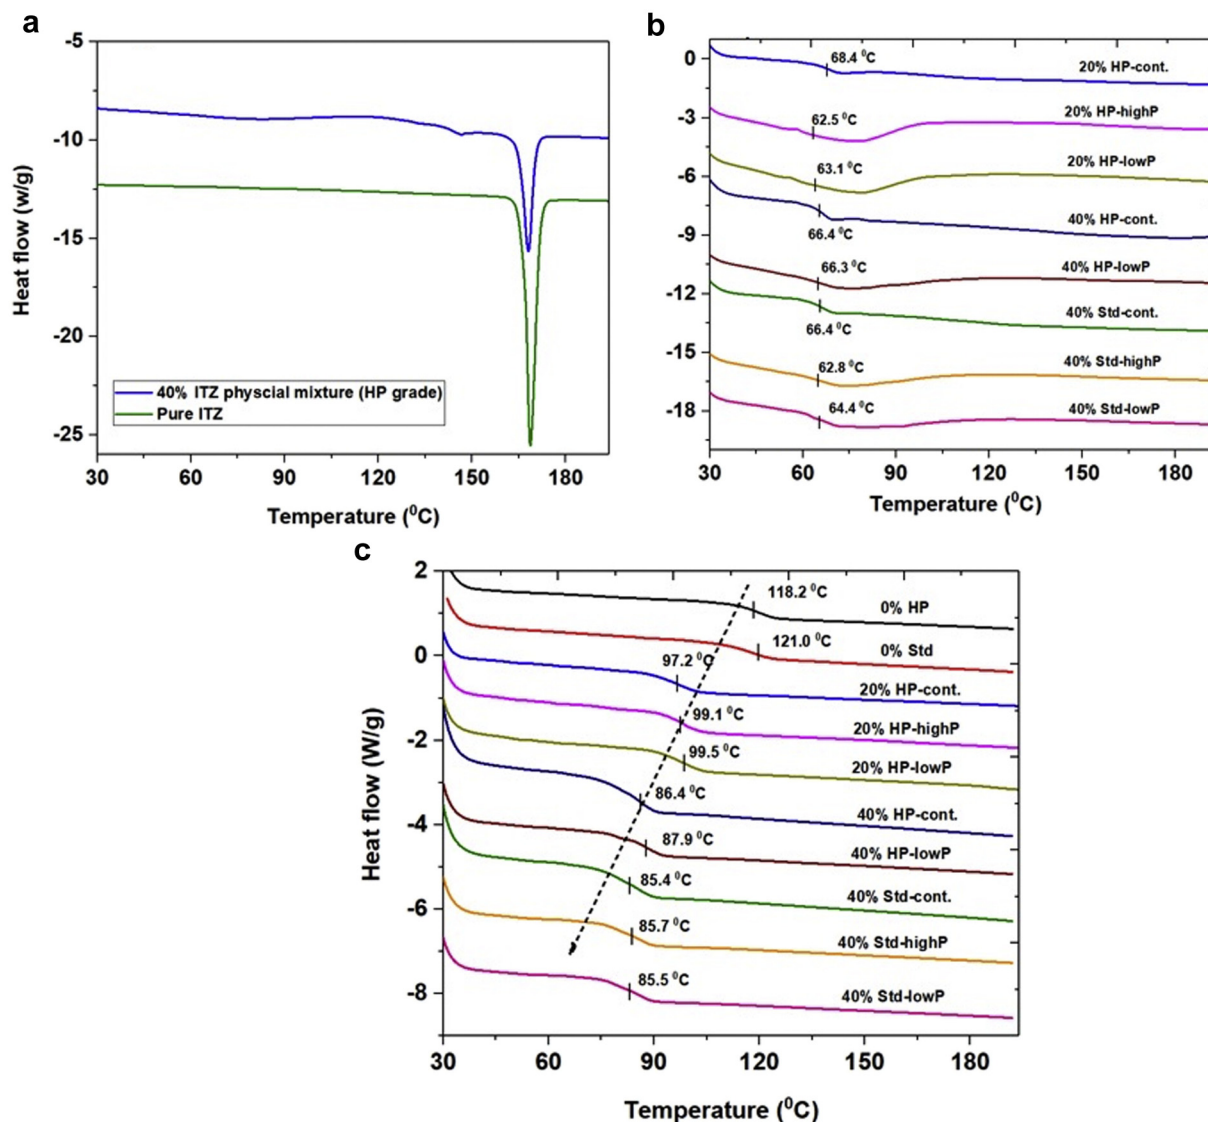 a
-5
-10
-15
-20
-25
Heat flow (w/g)
40% ITZ physcial mixture (HP grade)
Pure ITZ
30 60 90 120 150 180
Temperature (⁰C)
b
0
-3
-6
-9
-12
-15
-18
68.4 ⁰C 20% HP-cont.
62.5 ⁰C 20% HP-highP
63.1 ⁰C 20% HP-lowP
66.4 ⁰C 40% HP-cont.
66.3 ⁰C 40% HP-lowP
66.4 ⁰C 40% Std-cont.
62.8 ⁰C 40% Std-highP
64.4 ⁰C 40% Std-lowP
30 60 90 120 150 180
Temperature (⁰C)
c
2
0
-2
-4
-6
-8
Heat flow (W/g)
118.2 ⁰C 0% HP
121.0 ⁰C 0% Std
97.2 ⁰C 20% HP-cont.
99.1 ⁰C 20% HP-highP
99.5 ⁰C 20% HP-lowP
86.4 ⁰C 40% HP-cont.
87.9 ⁰C 40% HP-lowP
85.4 ⁰C 40% Std-cont.
85.7 ⁰C 40% Std-highP
85.5 ⁰C 40% Std-lowP
30 60 90 120 150 180
Temperature (⁰C)